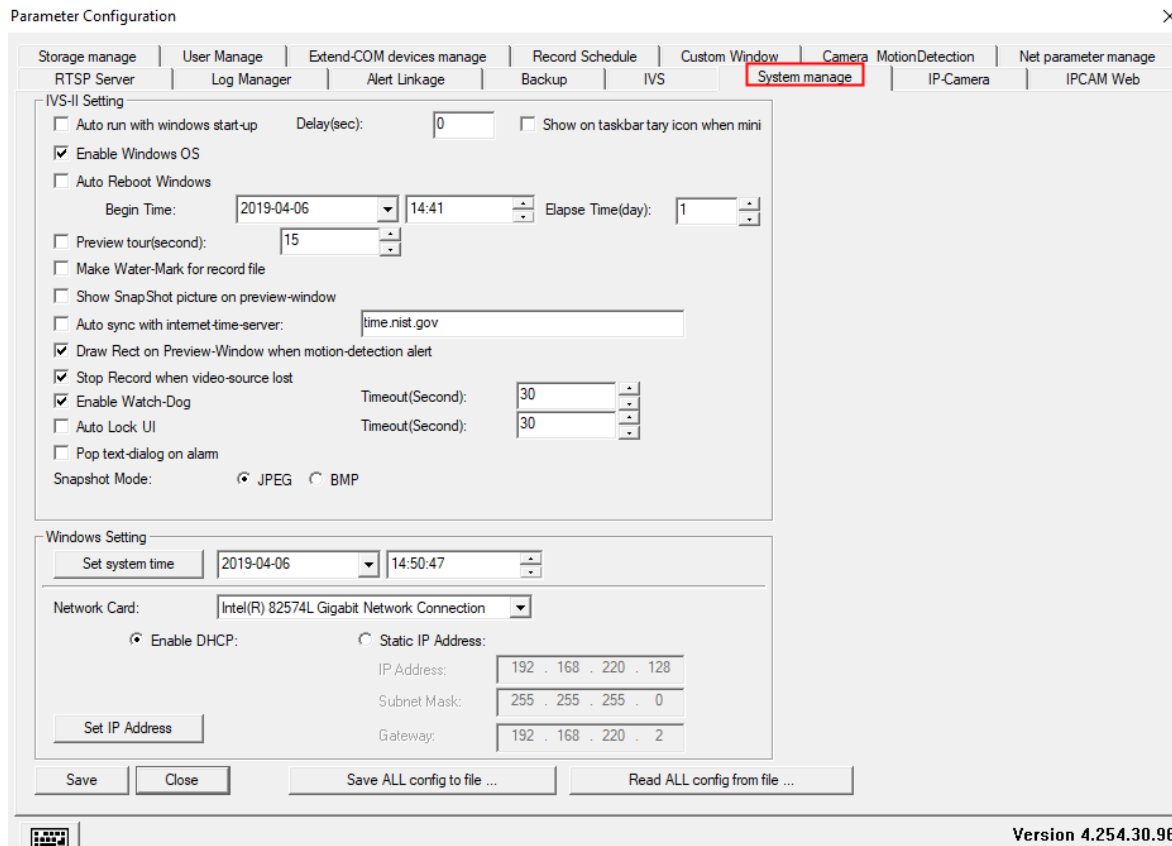 Parameter Configuration
Storage manage User Manage Extend-COM devices manage Record Schedule Custom Window Camera MotionDetection Net parameter manage
RTSP Server Log Manager Alert Linkage Backup IVS System manage IP-Camera IPCAM Web
IVS-II Setting
Auto run with windows start-up Delay(sec): 0 Show on taskbar tary icon when mini
Enable Windows OS
Auto Reboot Windows
Begin Time: 2019-04-06 14:41 Elapse Time(day): 1
Preview tour(second): 15
Make Water-Mark for record file
Show SnapShot picture on preview-window
Auto sync with internet-time-server: time.nist.gov
Draw Rect on Preview-Window when motion-detection alert
Stop Record when video-source lost
Enable Watch-Dog Timeout(Second): 30
Auto Lock UI Timeout(Second): 30
Pop text-dialog on alarm
Snapshot Mode: JPEG BMP
Windows Setting
Set system time 2019-04-06 14:50:47
Network Card: Intel(R) 82574L Gigabit Network Connection
Enable DHCP: Static IP Address:
IP Address: 192 . 168 . 220 . 128
Subnet Mask: 255 . 255 . 255 . 0
Set IP Address Gateway: 192 . 168 . 220 . 2
Save Close Save ALL config to file ... Read ALL config from file ...
Version 4.254.30.96